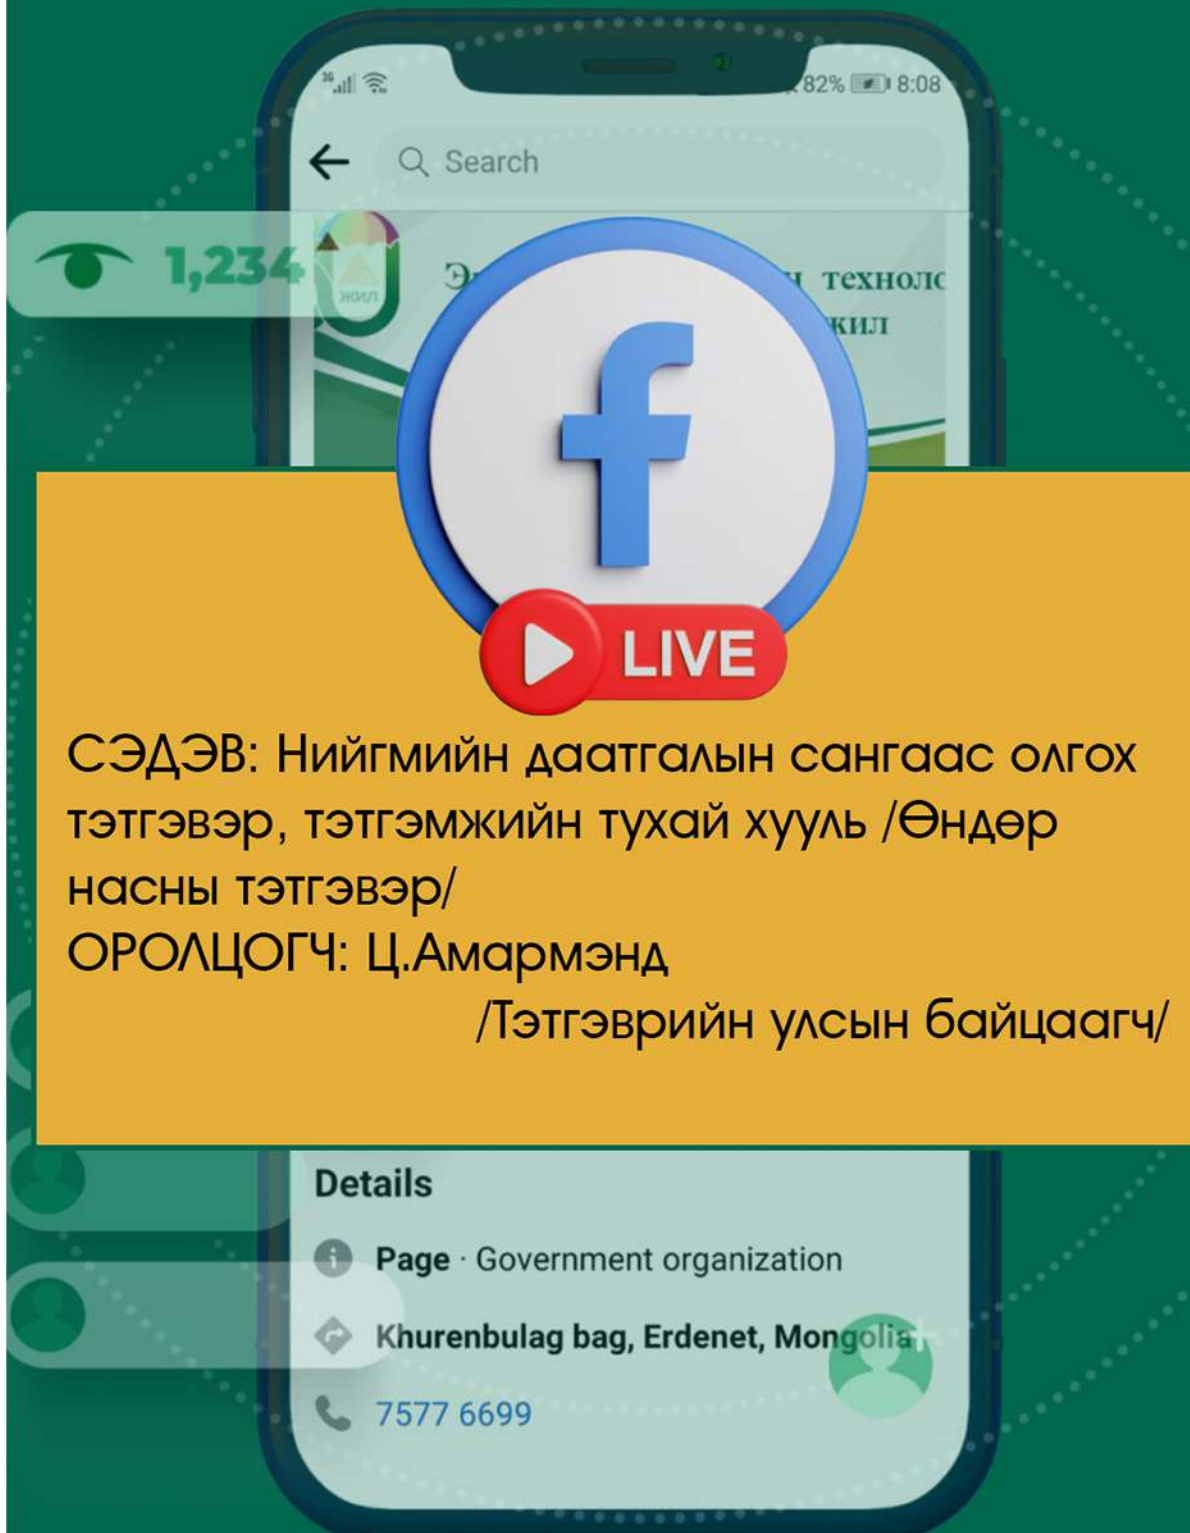 3G 82% 8:08
Search
1,234
ЖИЛ
LIVE
СЭДЭВ: Нийгмийн даатгалын сангаас олгох
тэтгэвэр, тэтгэмжийн тухай хууль /Өндөр
насны тэтгэвэр/
ОРОЛЦОГЧ: Ц.Амармэнд
/Тэтгэврийн улсын байцаагч/
Details
Page · Government organization
Khurenbulag bag, Erdenet, Mongolia
7577 6699